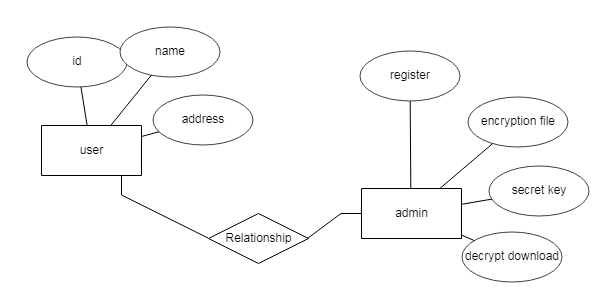 id
name
register
address
encryption file
user
secret key
admin
Relationship
decrypt download